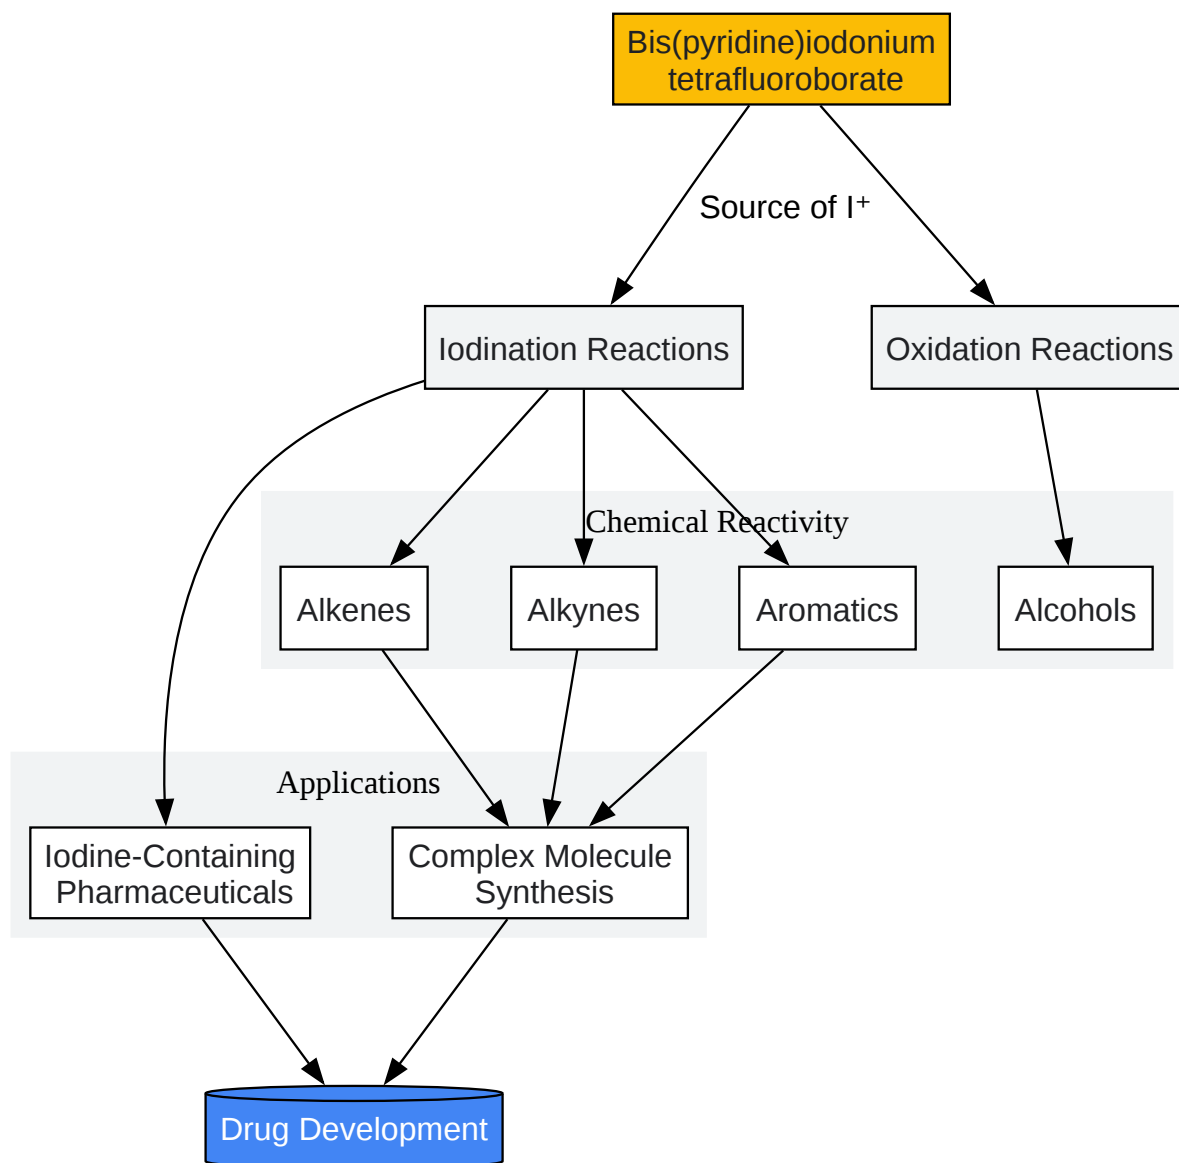 Bis(pyridine)iodonium
tetrafluoroborate
Source of I⁺
Iodination Reactions
Oxidation Reactions
Chemical Reactivity
Alkenes
Alkynes
Aromatics
Alcohols
Applications
Iodine-Containing
Pharmaceuticals
Complex Molecule
Synthesis
Drug Development